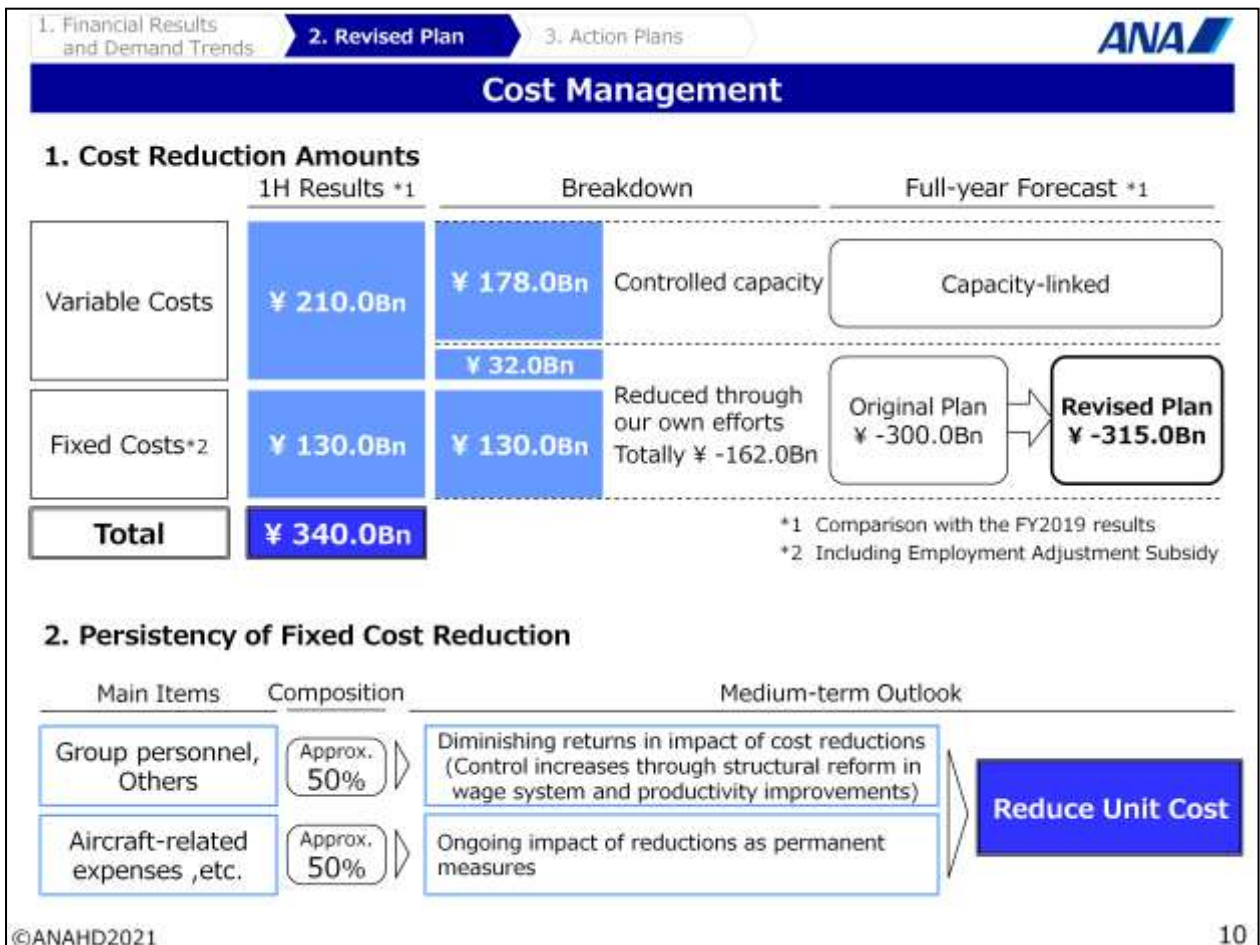 1. Financial Results
and Demand Trends
2. Revised Plan
3. Action Plans
ANA
Cost Management
1. Cost Reduction Amounts
1H Results *1
Breakdown
Full-year Forecast *1
Variable Costs
¥ 210.0Bn
¥ 178.0Bn
Controlled capacity
Capacity-linked
¥ 32.0Bn
Fixed Costs*2
¥ 130.0Bn
¥ 130.0Bn
Reduced through
our own efforts
Totally ¥ -162.0Bn
Original Plan
¥ -300.0Bn
Revised Plan
¥ -315.0Bn
Total
¥ 340.0Bn
*1 Comparison with the FY2019 results
*2 Including Employment Adjustment Subsidy
2. Persistency of Fixed Cost Reduction
Main Items
Composition
Medium-term Outlook
Group personnel,
Others
Approx.
50%
Diminishing returns in impact of cost reductions
(Control increases through structural reform in
wage system and productivity improvements)
Aircraft-related
expenses ,etc.
Approx.
50%
Ongoing impact of reductions as permanent
measures
Reduce Unit Cost
©ANAHD2021
10